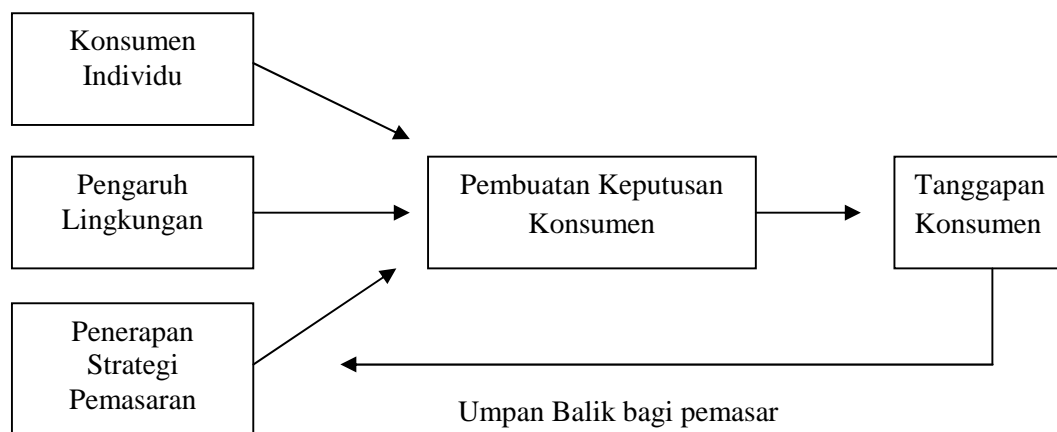 Konsumen
Individu
Pengaruh
Lingkungan
Penerapan
Strategi
Pemasaran
Pembuatan Keputusan
Konsumen
Tanggapan
Konsumen
Umpan Balik bagi pemasar